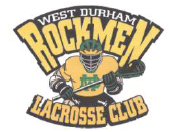 WEST DURHAM
ROCKMEN
LACROSSE CLUB